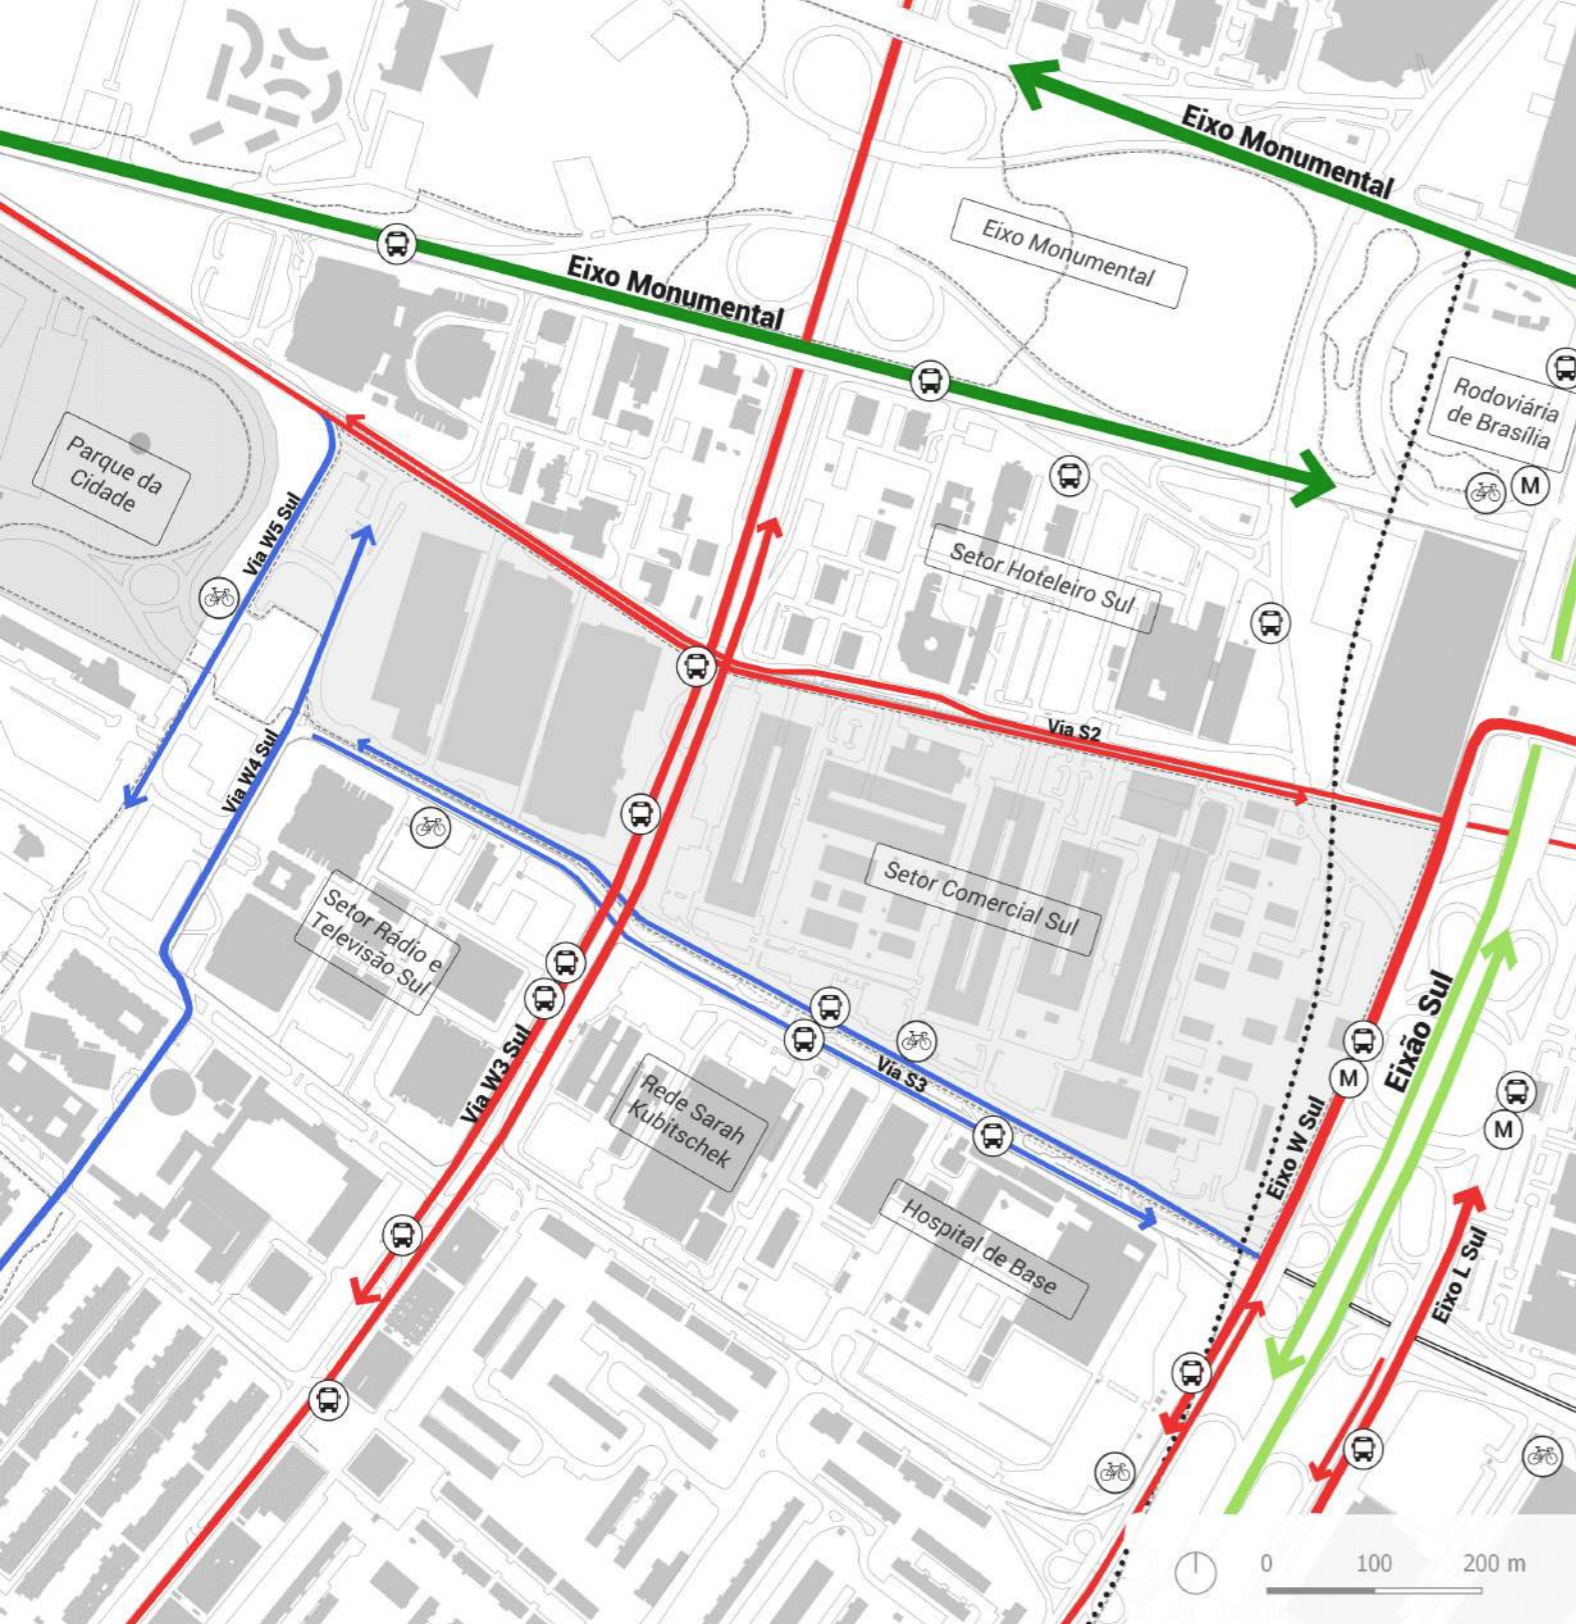 Eixo Monumental
Eixo Monumental
Eixo Monumental
Rodoviária
de Brasília
M
Parque da
Cidade
Via W5 Sul
Setor Hoteleiro Sul
Via S2
Via W4 Sul
Setor Comercial Sul
Setor Rádio e
Televisão Sul
Via W3 Sul
Via S3
Eixão Sul
M
M
Rede Sarah
Kubitschek
Eixo W Sul
Hospital de Base
Eixo L Sul
0 100 200 m